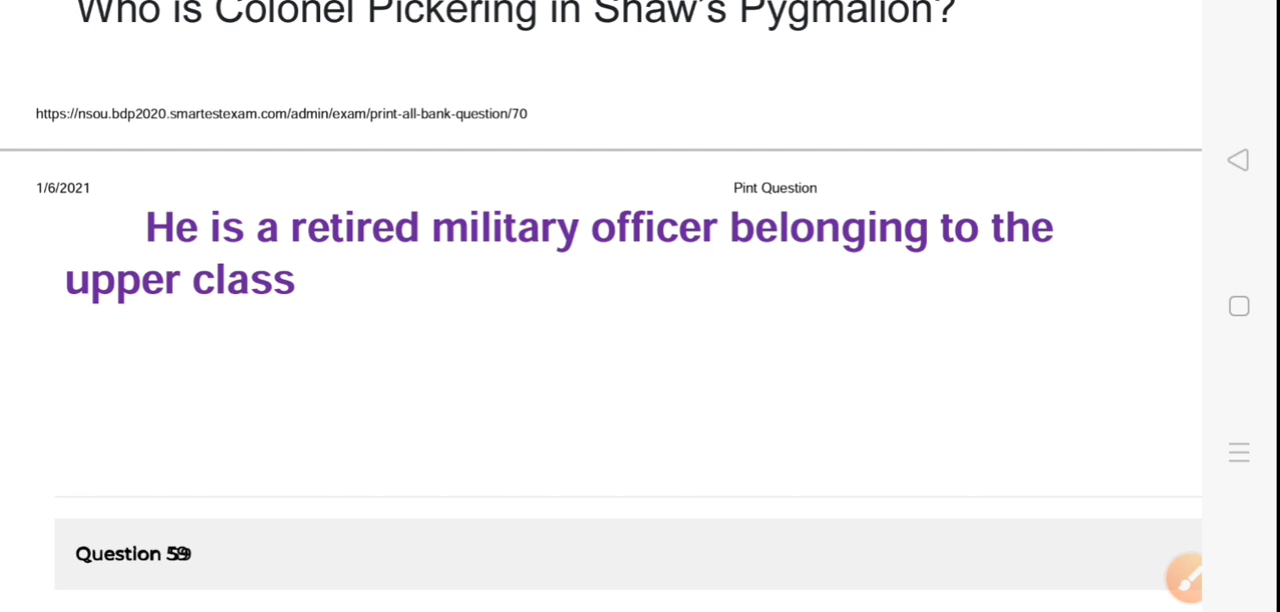 Who is Colonel Pickering in Shaw's Pygmalion?
https://nsou.bdp2020.smartestexam.com/admin/exam/print-all-bank-question/70
1/6/2021 Pint Question
He is a retired military officer belonging to the
upper class
Question